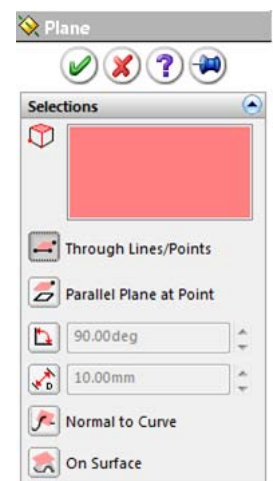 Plane
?
Selections
Through Lines/Points
Parallel Plane at Point
90.00deg
10.00mm
D
Normal to Curve
On Surface